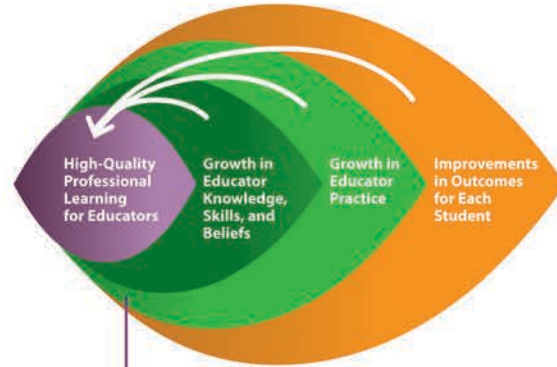 High-Quality
Professional
Learning
for Educators
Growth in
Educator
Knowledge,
Skills, and
Beliefs
Growth in
Educator
Practice
Improvements
in Outcomes
for Each
Student